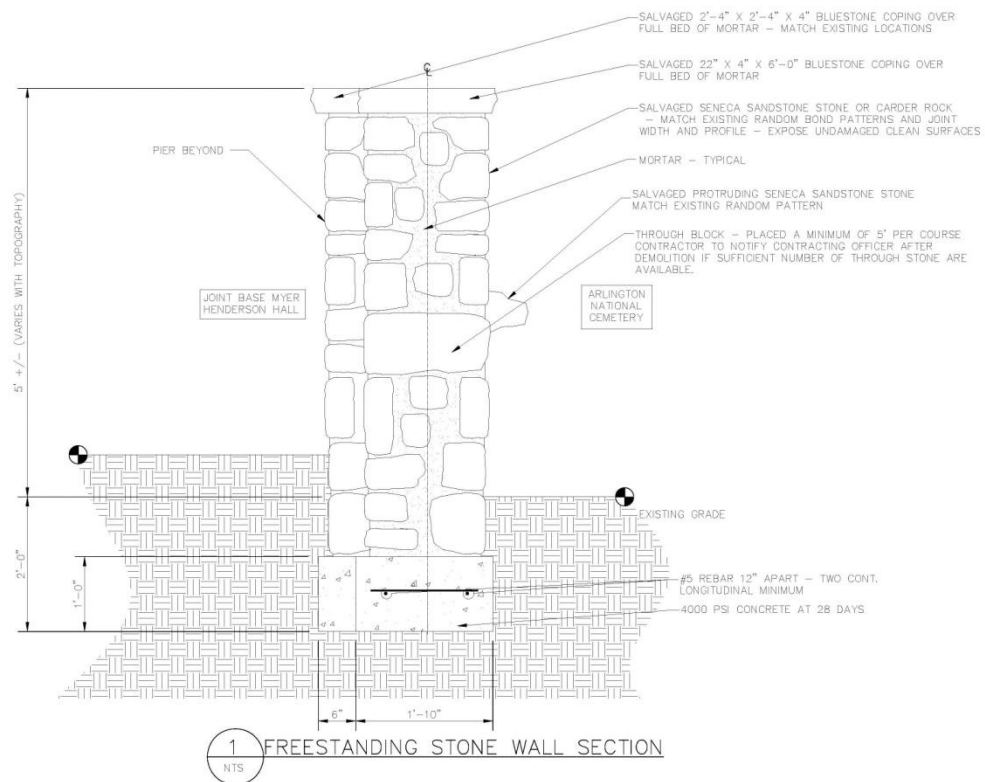 SALVAGED 2'-4" X 2'-4" X 4" BLUESTONE COPING OVER
FULL BED OF MORTAR – MATCH EXISTING LOCATIONS
SALVAGED 22" X 4" X 6'-0" BLUESTONE COPING OVER
FULL BED OF MORTAR
SALVAGED SENECA SANDSTONE STONE OR CARDER ROCK
– MATCH EXISTING RANDOM BOND PATTERNS AND JOINT
WIDTH AND PROFILE – EXPOSE UNDAMAGED CLEAN SURFACES
PIER BEYOND
MORTAR – TYPICAL
SALVAGED PROTRUDING SENECA SANDSTONE STONE
MATCH EXISTING RANDOM PATTERN
THROUGH BLOCK – PLACED A MINIMUM OF 5' PER COURSE
CONTRACTOR TO NOTIFY CONTRACTING OFFICER AFTER
DEMOLITION IF SUFFICIENT NUMBER OF THROUGH STONE ARE
AVAILABLE.
JOINT BASE MYER
HENDERSON HALL
ARLINGTON
NATIONAL
CEMETERY
5' +/- (VARIES WITH TOPOGRAPHY)
EXISTING GRADE
2'-0"
1'-0"
#5 REBAR 12" APART – TWO CONT.
LONGITUDINAL MINIMUM
4000 PSI CONCRETE AT 28 DAYS
6"
1'-10"
1
NTS
FREESTANDING STONE WALL SECTION